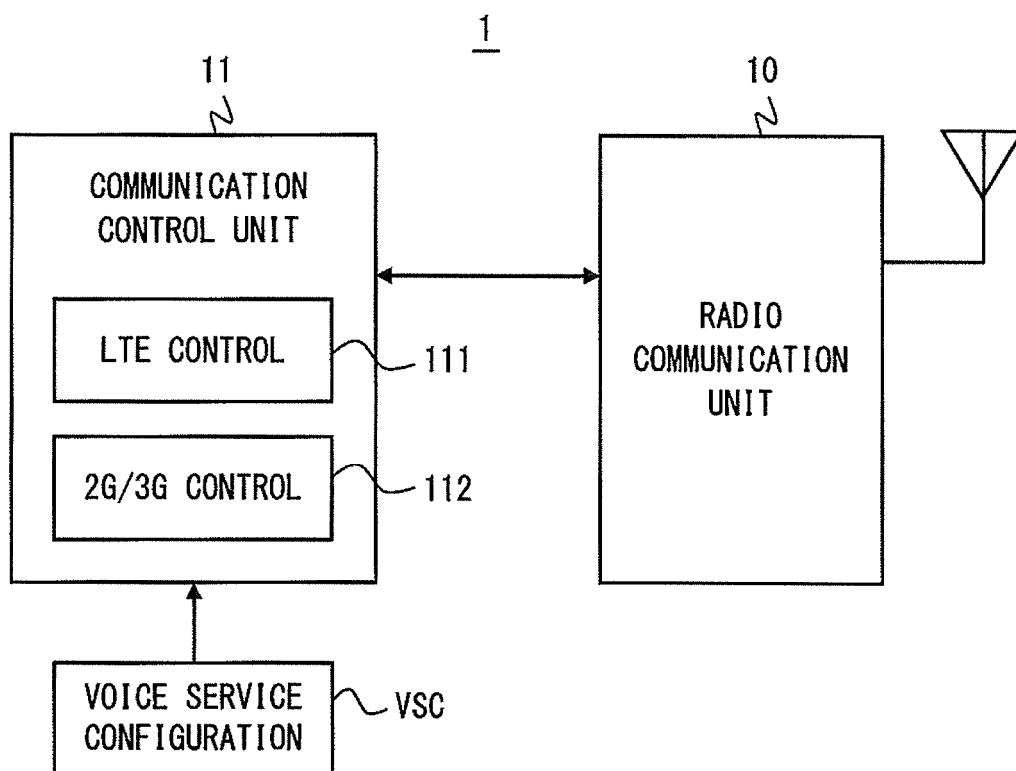 1
11
10
COMMUNICATION
CONTROL UNIT
LTE CONTROL
111
2G/3G CONTROL
112
RADIO
COMMUNICATION
UNIT
VOICE SERVICE
CONFIGURATION
VSC